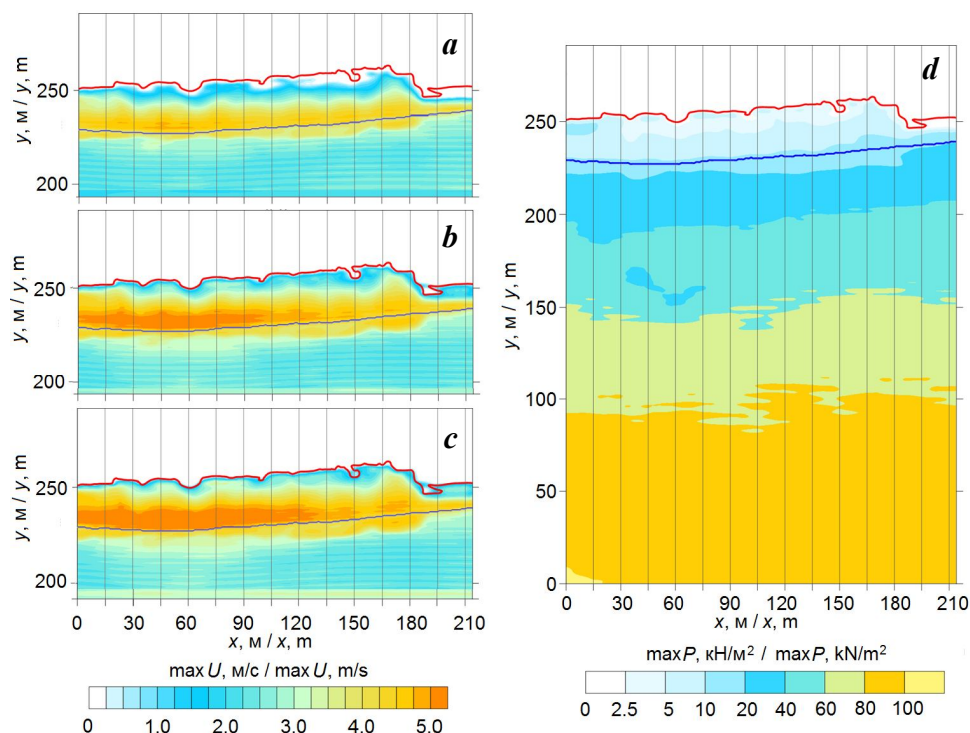 a
y, м / y, m
250
200
b
y, м / y, m
250
200
c
y, м / y, m
250
200
0 30 60 90 120 150 180 210
x, м / x, m
max U, м/с / max U, m/s
0 1.0 2.0 3.0 4.0 5.0
d
y, м / y, m
250
200
150
100
50
0
0 30 60 90 100 120 150 180 210
x, м / x, m
max P, кН/м² / max P, kN/m²
0 2.5 5 10 20 40 60 80 100